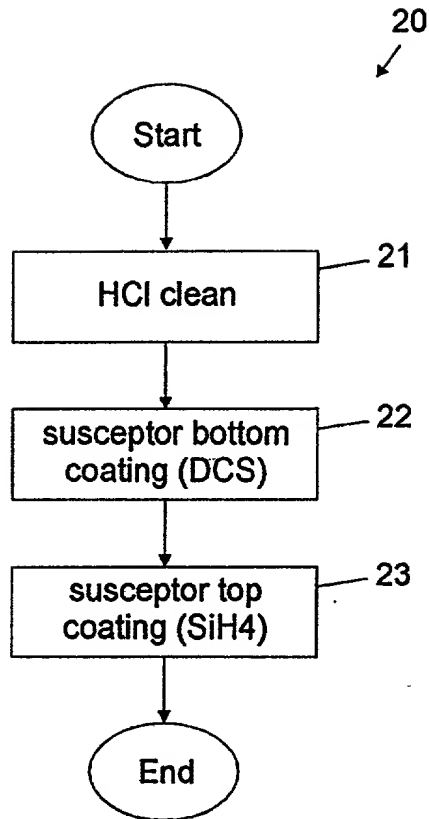 20
Start
HCl clean
21
susceptor bottom
coating (DCS)
22
susceptor top
coating (SiH4)
23
End